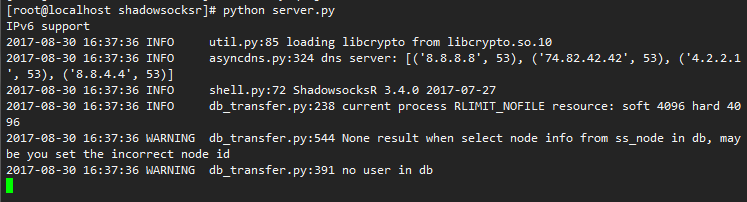 [root@localhost shadowsocksr]# python server.py
IPv6 support
2017-08-30 16:37:36 INFO     util.py:85 loading libcrypto from libcrypto.so.10
2017-08-30 16:37:36 INFO     asyncdns.py:324 dns server: [('8.8.8.8', 53), ('74.82.42.42', 53), ('4.2.2.1
', 53), ('8.8.4.4', 53)]
2017-08-30 16:37:36 INFO     shell.py:72 ShadowsocksR 3.4.0 2017-07-27
2017-08-30 16:37:36 INFO     db_transfer.py:238 current process RLIMIT_NOFILE resource: soft 4096 hard 40
96
2017-08-30 16:37:36 WARNING  db_transfer.py:544 None result when select node info from ss_node in db, may
be you set the incorrect node id
2017-08-30 16:37:36 WARNING  db_transfer.py:391 no user in db